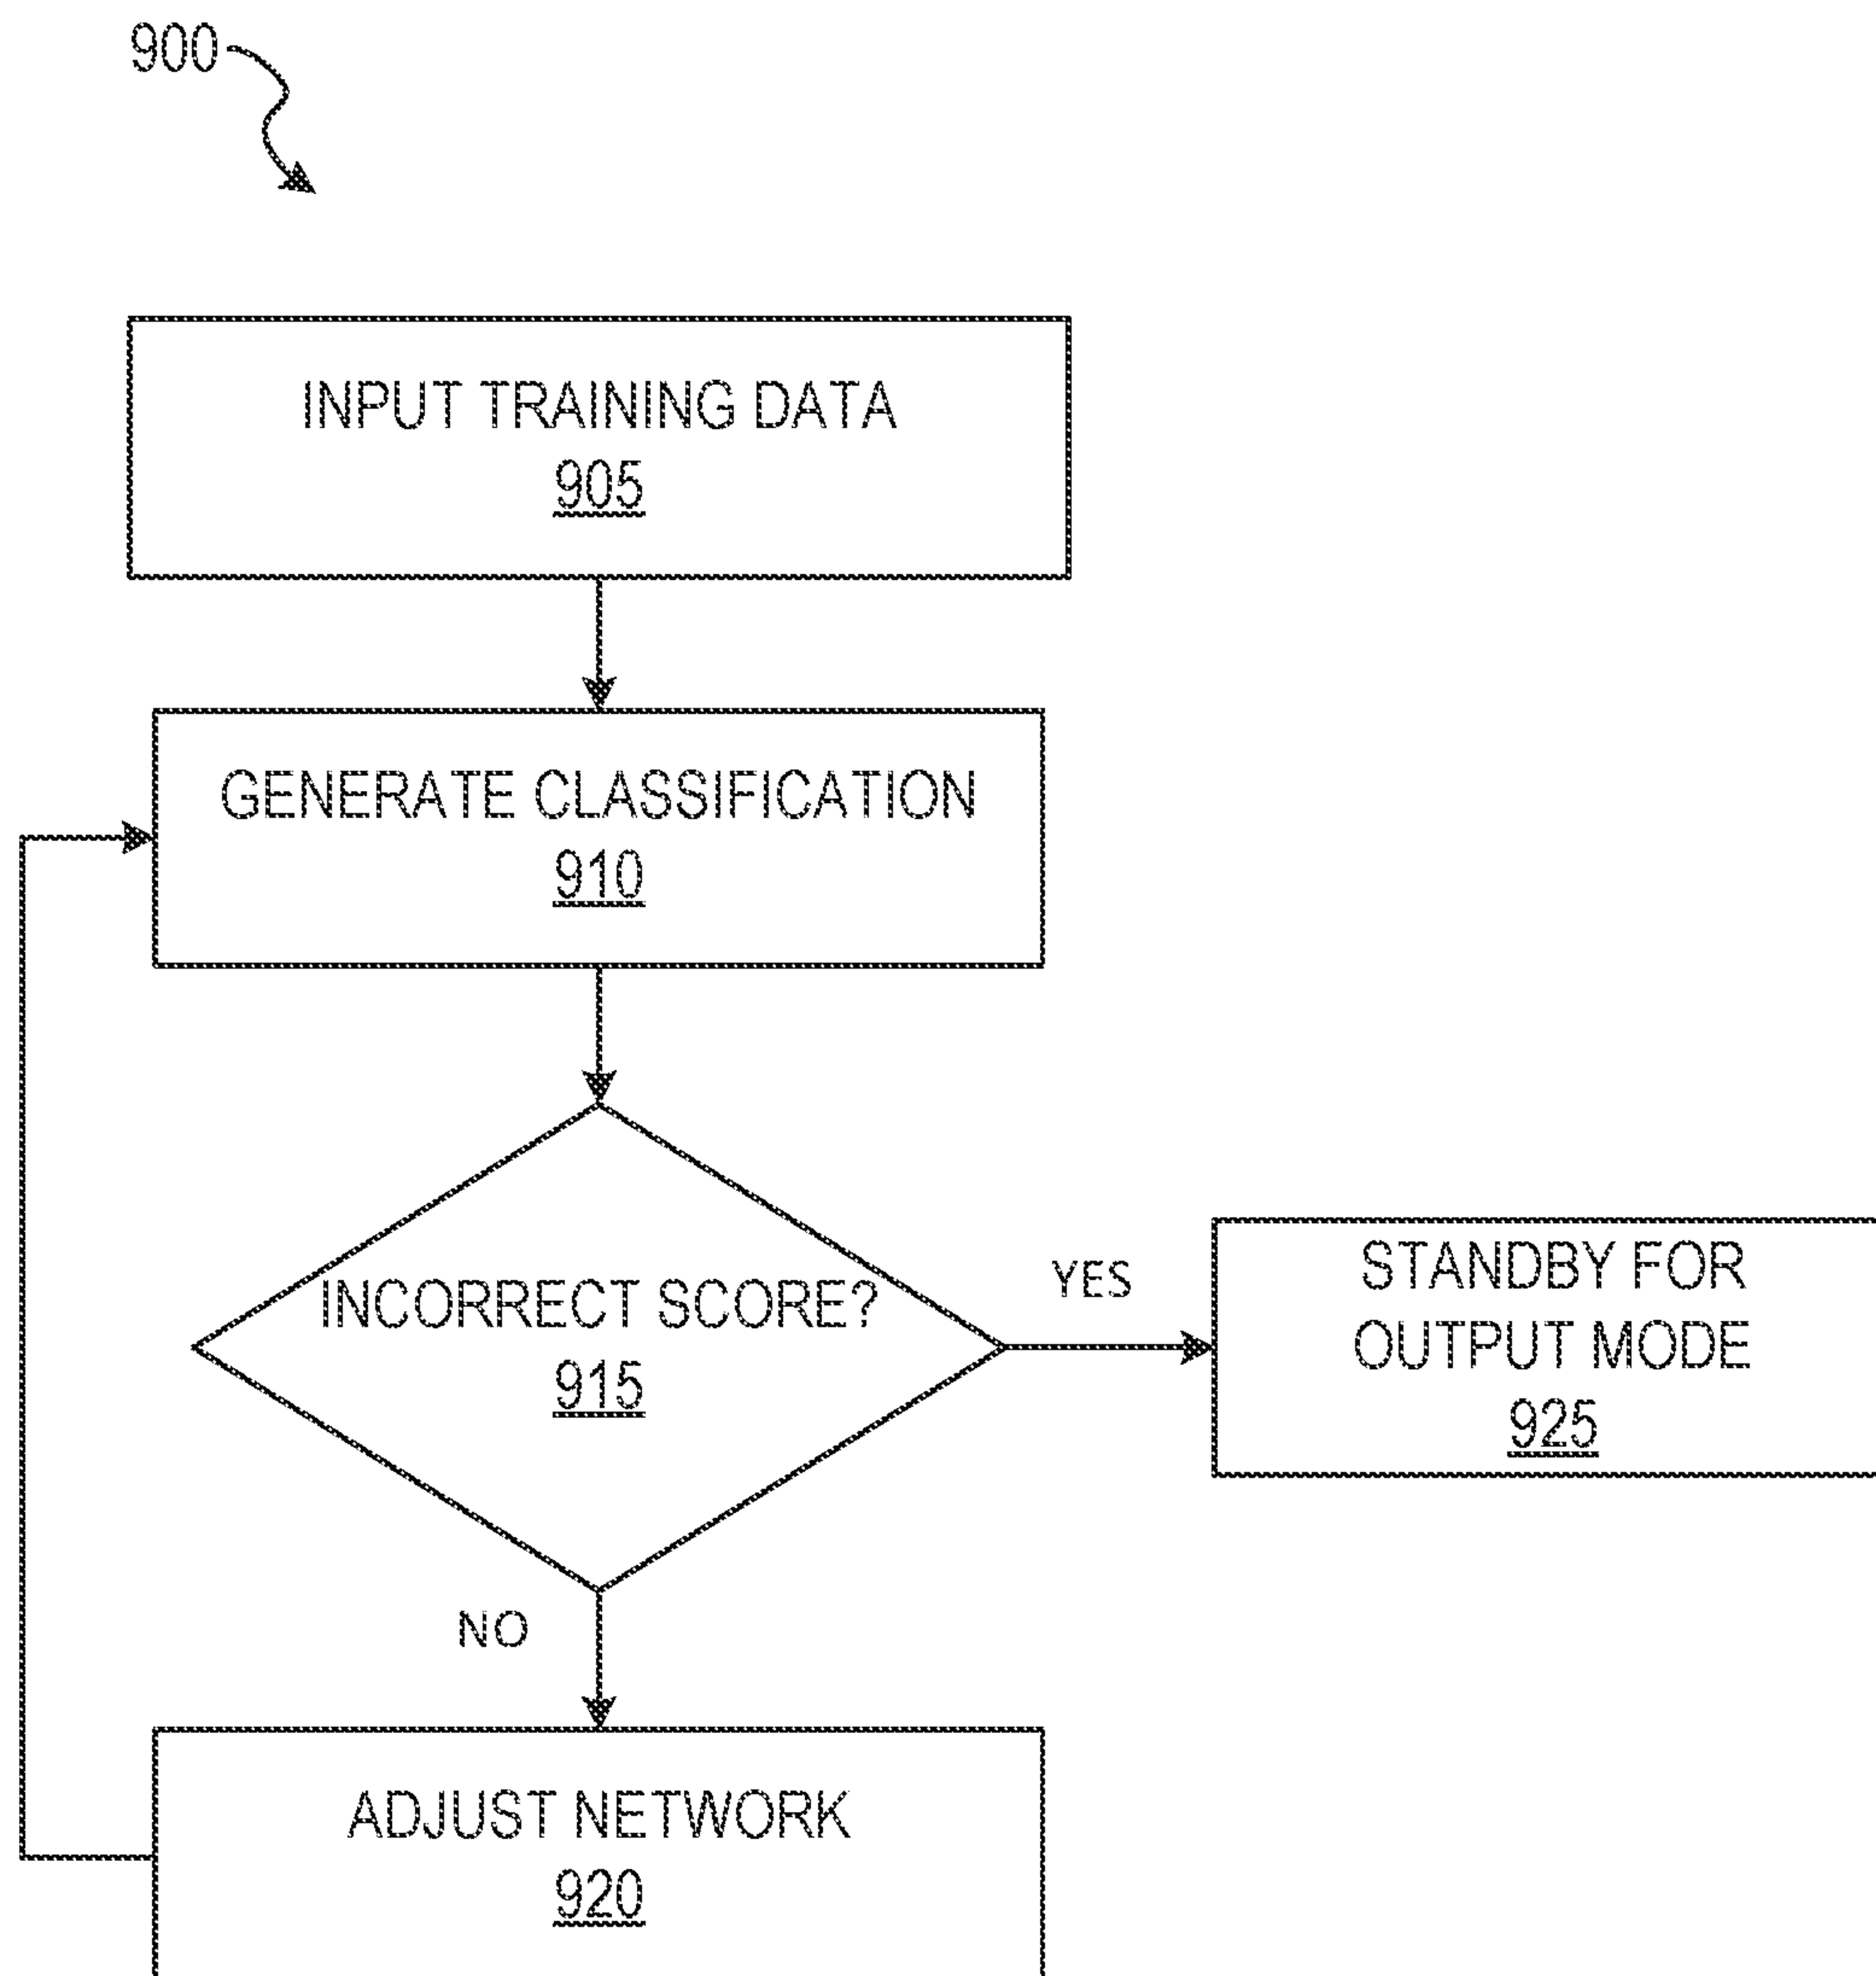 900
INPUT TRAINING DATA
905
GENERATE CLASSIFICATION
910
INCORRECT SCORE?
915
YES
STANDBY FOR
OUTPUT MODE
925
NO
ADJUST NETWORK
920